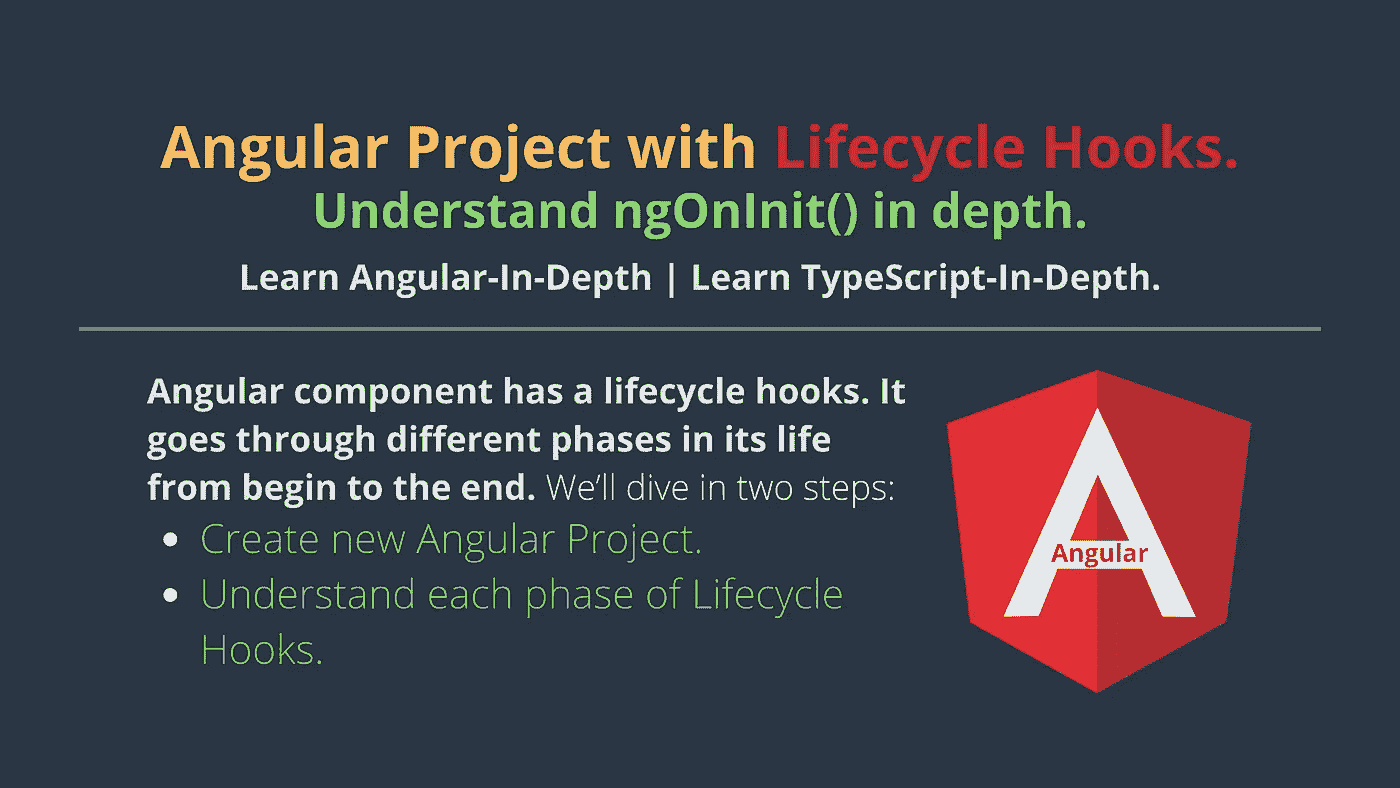 Angular Project with Lifecycle Hooks.
Understand ngOnInit() in depth.
Learn Angular-In-Depth | Learn TypeScript-In-Depth.
Angular component has a lifecycle hooks. It
goes through different phases in its life
from begin to the end. We'll dive in two steps:
• Create new Angular Project.
• Understand each phase of Lifecycle
Hooks.
A
Angular